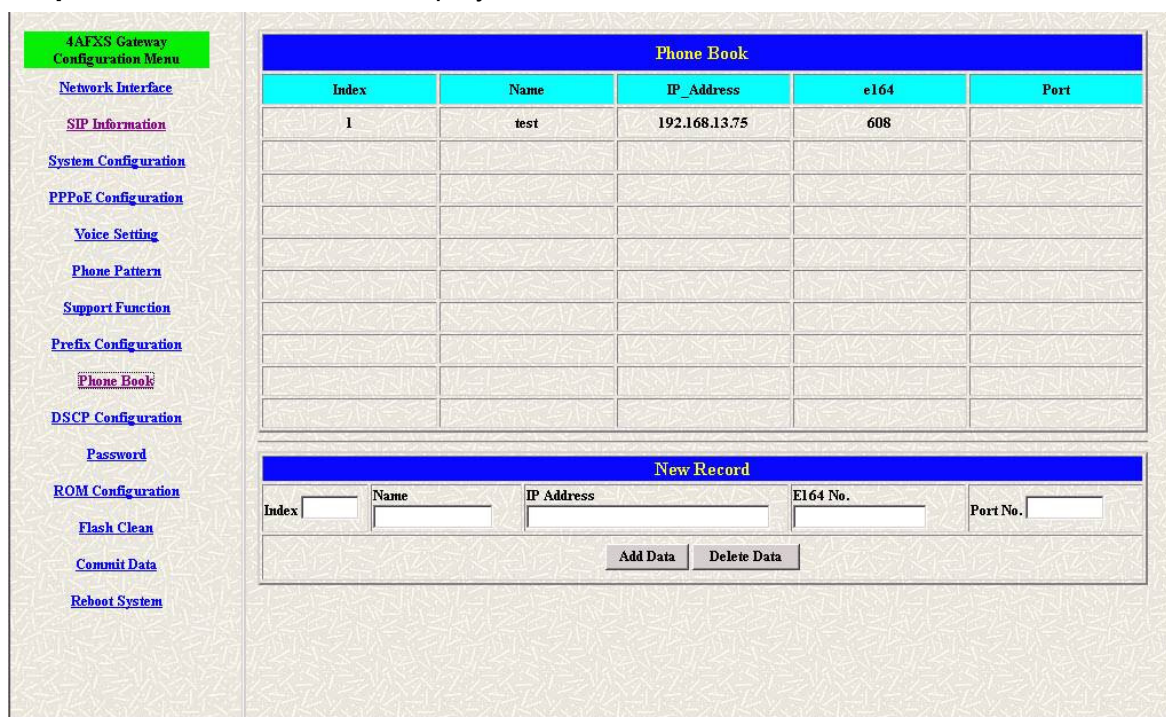 4AFXS Gateway
Configuration Menu
Network Interface
SIP Information
System Configuration
PPPoE Configuration
Voice Setting
Phone Pattern
Support Function
Prefix Configuration
Phone Book
DSCP Configuration
Password
ROM Configuration
Flash Clean
Commit Data
Reboot System
Phone Book
Index Name IP_Address e164 Port
1 test 192.168.13.75 608
New Record
Index Name IP Address E164 No. Port No.
Add Data Delete Data